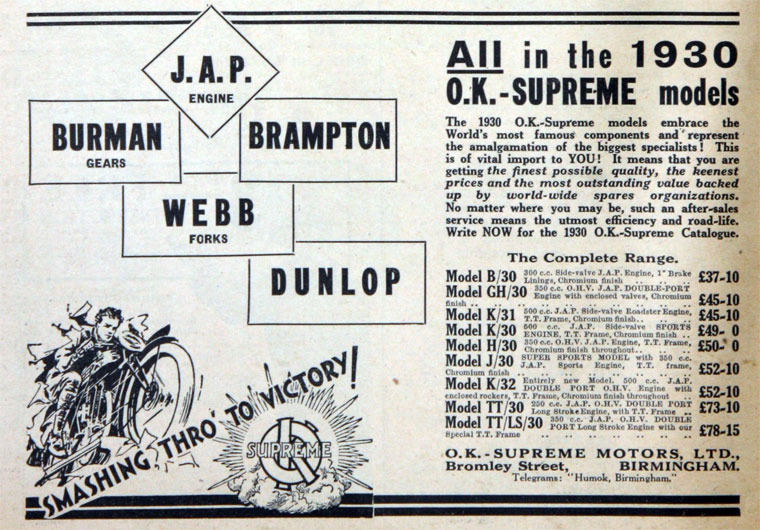 J.A.P.
ENGINE
BURMAN
GEARS
BRAMPTON
WEBB
FORKS
DUNLOP
SMASHING THRO' TO VICTORY!
SUPREME
OK
All in the 1930
O.K.-SUPREME models
The 1930 O.K.-Supreme models embrace the
World's most famous components and represent
the amalgamation of the biggest specialists! This
is of vital import to YOU! It means that you are
getting the finest possible quality, the keenest
prices and the most outstanding value backed
up by world-wide spares organizations.
No matter where you may be, such an after-sales
service means the utmost efficiency and road-life.
Write NOW for the 1930 O.K.-Supreme Catalogue.
The Complete Range.
Model B/30 300 c.c. Side-valve J.A.P. Engine, 1" Brake
Linings, Chromium finish .. .. .. £37-10
Model GH/30 350 c.c. O.H.V. J.A.P. DOUBLE-PORT
Engine with enclosed valves, Chromium
finish .. .. .. .. .. .. £45-10
Model K/31 500 c.c. J.A.P. Side-valve Roadster Engine,
T.T. Frame, Chromium finish .. .. .. £45-10
Model K/30 500 c.c. J.A.P. Side-valve SPORTS
ENGINE, T.T. Frame, Chromium finish .. £49- 0
Model H/30 350 c.c. O.H.V. J.A.P. Engine, T.T. Frame,
Chromium finish throughout .. .. £50- 0
Model J/30 SUPER SPORTS MODEL with 350 c.c.
J.A.P. Sports Engine, T.T. frame,
Chromium finish .. .. .. .. .. £52-10
Model K/32 Entirely new Model. 500 c.c. J.A.P.
DOUBLE PORT O.H.V. Engine with
enclosed rockers, T.T. Frame, Chromium finish throughout .. £52-10
Model TT/30 250 c.c. J.A.P. O.H.V. DOUBLE PORT
Long Stroke Engine, with T.T. Frame .. £73-10
Model TT/LS/30 350 c.c. J.A.P. O.H.V. DOUBLE
PORT Long Stroke Engine with our
Special T.T. Frame .. .. .. .. .. £78-15
O.K.-SUPREME MOTORS, LTD.,
Bromley Street, BIRMINGHAM.
Telegrams: "Humok, Birmingham."